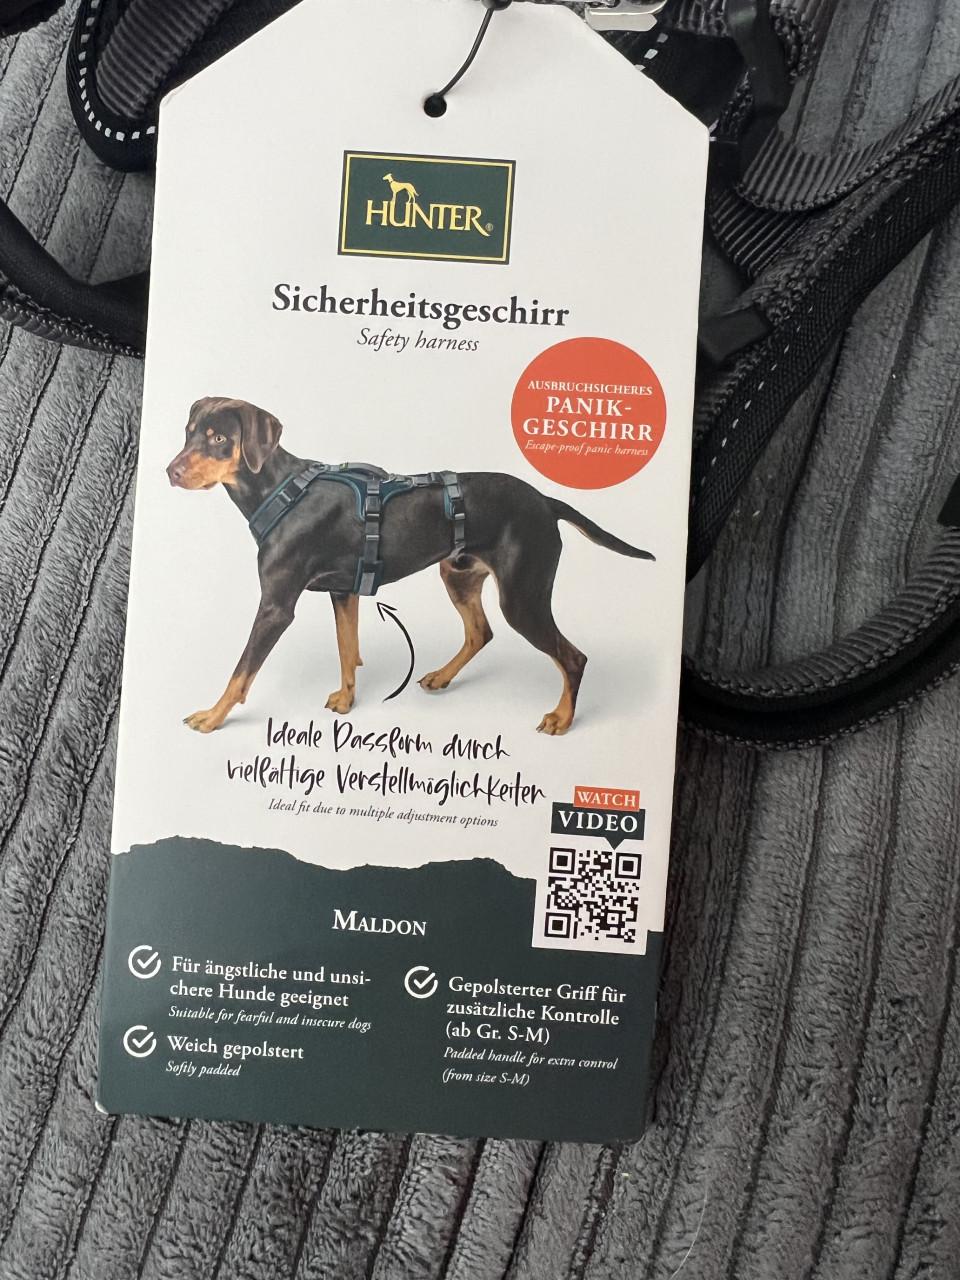 HUNTER®
Sicherheitsgeschirr
Safety harness
AUSBRUCHSICHERES
PANIK-
GESCHIRR
Escape-proof panic harness
Ideale Passform durch
vielfältige Verstellmöglichkeiten
Ideal fit due to multiple adjustment options
WATCH
VIDEO
MALDON
Für ängstliche und unsi-
chere Hunde geeignet
Suitable for fearful and insecure dogs
Weich gepolstert
Softly padded
Gepolsterter Griff für
zusätzliche Kontrolle
(ab Gr. S-M)
Padded handle for extra control
(from size S-M)